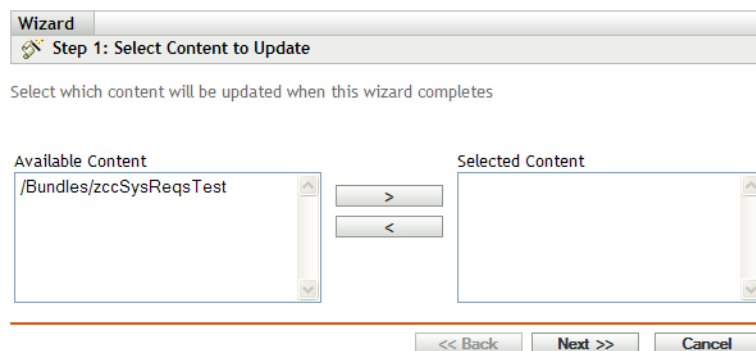 Wizard
Step 1: Select Content to Update
Select which content will be updated when this wizard completes
Available Content
Selected Content
/Bundles/zccSysReqsTest
>
<
<< Back
Next >>
Cancel